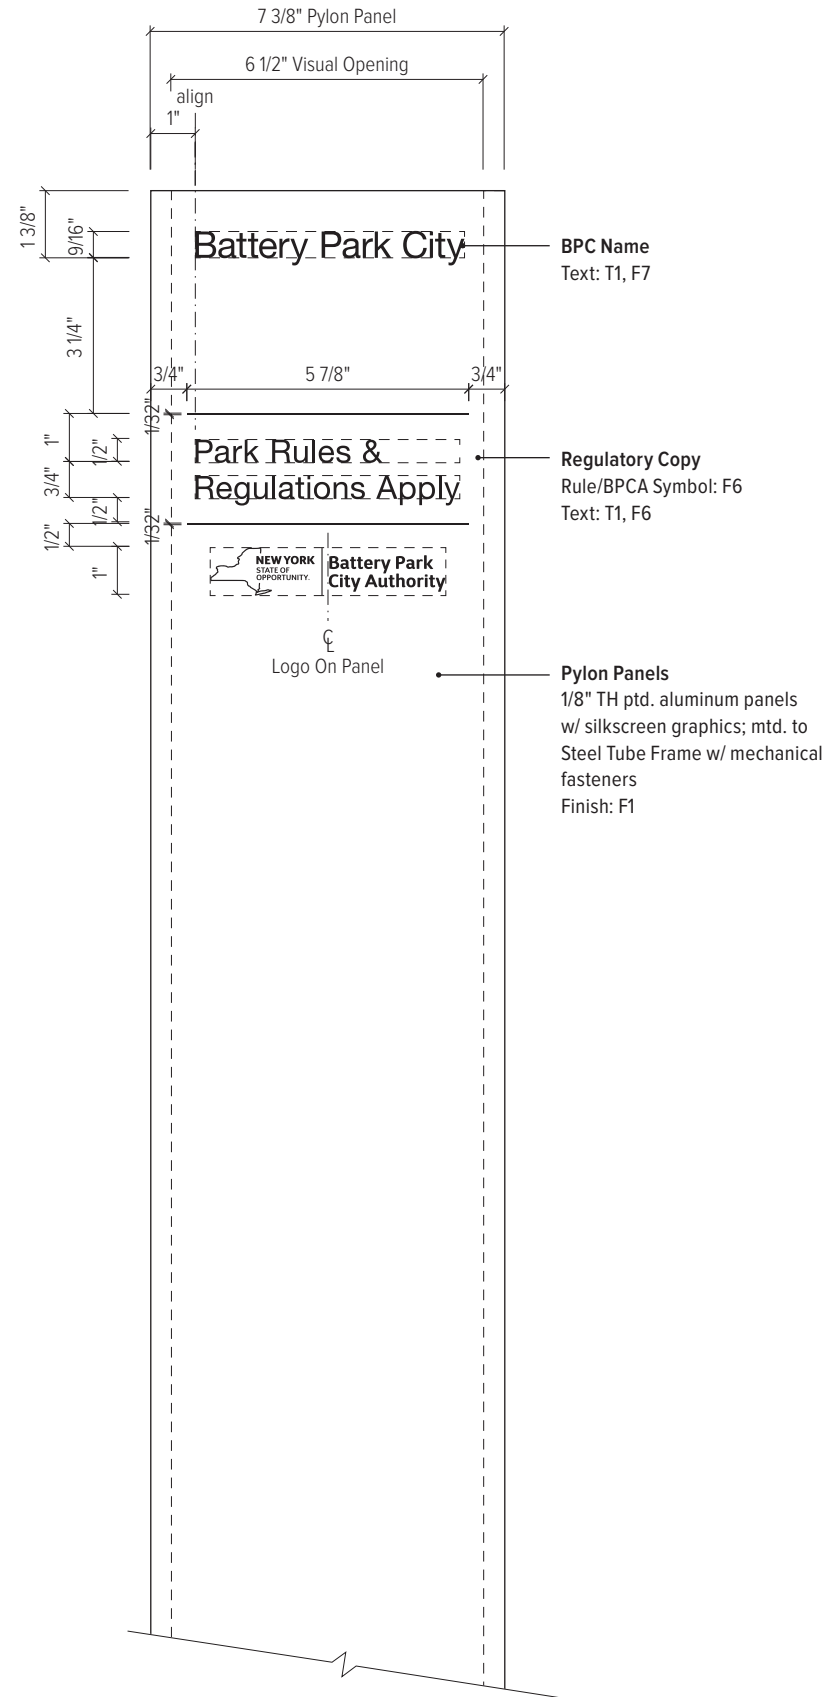 7 3/8" Pylon Panel
6 1/2" Visual Opening
align
1"
1 3/8"
9/16"
Battery Park City
BPC Name
Text: T1, F7
3 1/4"
3/4"
5 7/8"
3/4"
1/32"
1"
1/2"
Park Rules &
Regulations Apply
Regulatory Copy
Rule/BPCA Symbol: F6
Text: T1, F6
3/4"
1/2"
1/32"
1/2"
1"
NEW YORK
STATE OF
OPPORTUNITY.
Battery Park
City Authority
CL
Logo On Panel
Pylon Panels
1/8" TH ptd. aluminum panels
w/ silkscreen graphics; mtd. to
Steel Tube Frame w/ mechanical
fasteners
Finish: F1